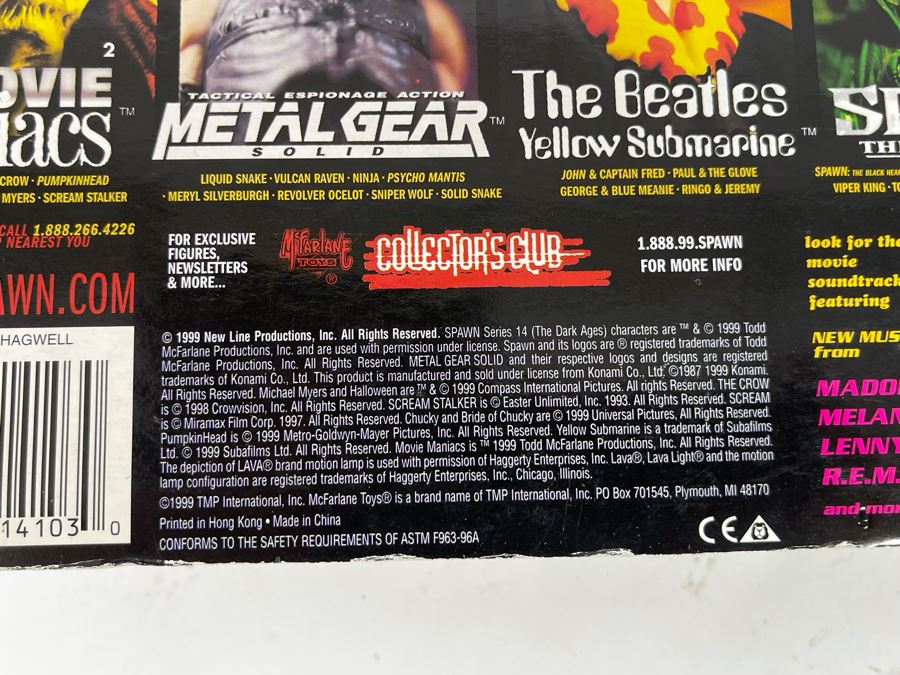 2
OVIE
iacs™
CROW · PUMPKINHEAD
MYERS · SCREAM STALKER
CALL 1.888.266.4226
P NEAREST YOU
AWN.COM
HAGWELL
14103 0
TACTICAL ESPIONAGE ACTION
METAL GEAR™
SOLID
LIQUID SNAKE · VULCAN RAVEN · NINJA · PSYCHO MANTIS
· MERYL SILVERBURGH · REVOLVER OCELOT · SNIPER WOLF · SOLID SNAKE
The Beatles
Yellow Submarine™
JOHN & CAPTAIN FRED · PAUL & THE GLOVE
GEORGE & BLUE MEANIE · RINGO & JEREMY
SP
THE
SPAWN: THE BLACK HEA
VIPER KING · TO
FOR EXCLUSIVE
FIGURES,
NEWSLETTERS
& MORE...
McFARLANE
TOYS®
COLLECTOR'S CLUB
1.888.99.SPAWN
FOR MORE INFO
look for the
movie
soundtrack
featuring
NEW MUS
from
MADO
MELAN
LENNY
R.E.M.
and mor
© 1999 New Line Productions, Inc. All Rights Reserved. SPAWN Series 14 (The Dark Ages) characters are ™ & © 1999 Todd
McFarlane Productions, Inc. and are used with permission under license. Spawn and its logos are ® registered trademarks of Todd
McFarlane Productions, Inc. All Rights Reserved. METAL GEAR SOLID and their respective logos and designs are registered
trademarks of Konami Co., Ltd. This product is manufactured and sold under license from Konami Co., Ltd. ©1987 1999 Konami.
All Rights Reserved. Michael Myers and Halloween are ™ & © 1999 Compass International Pictures. All rights Reserved. THE CROW
is © 1998 Crowvision, Inc. All Rights Reserved. SCREAM STALKER is © Easter Unlimited, Inc. 1993. All Rights Reserved. SCREAM
is © Miramax Film Corp. 1997. All Rights Reserved. Chucky and Bride of Chucky are © 1999 Universal Pictures, All Rights Reserved.
PumpkinHead is © 1999 Metro-Goldwyn-Mayer Pictures, Inc. All Rights Reserved. Yellow Submarine is a trademark of Subafilms
Ltd. © 1999 Subafilms Ltd. All Rights Reserved. Movie Maniacs is ™ 1999 Todd McFarlane Productions, Inc. All Rights Reserved.
The depiction of LAVA® brand motion lamp is used with permission of Haggerty Enterprises, Inc. Lava®, Lava Light® and the motion
lamp configuration are registered trademarks of Haggerty Enterprises, Inc., Chicago, Illinois.
©1999 TMP International, Inc. McFarlane Toys® is a brand name of TMP International, Inc. PO Box 701545, Plymouth, MI 48170
Printed in Hong Kong • Made in China
CONFORMS TO THE SAFETY REQUIREMENTS OF ASTM F963-96A
CE